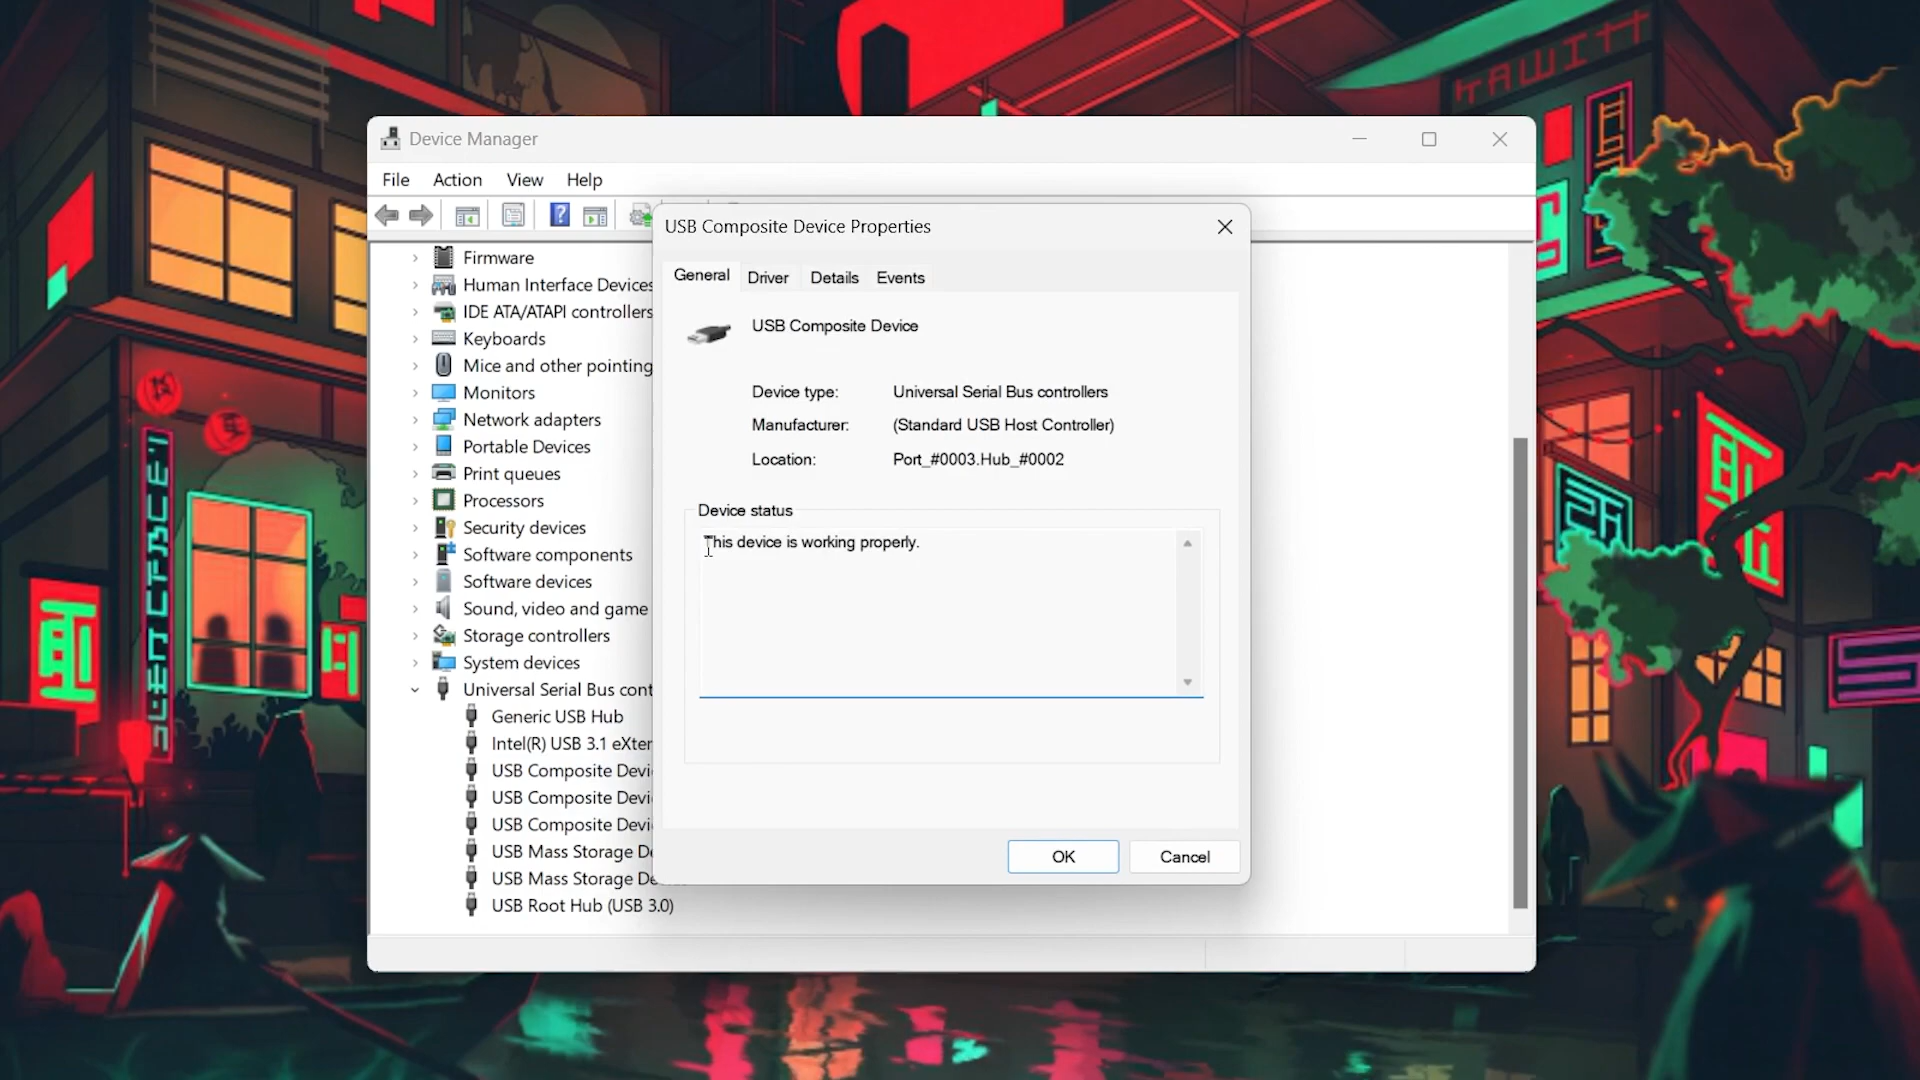 Device Manager
File Action View Help
USB Composite Device Properties
General Driver Details Events
USB Composite Device
Device type: Universal Serial Bus controllers
Manufacturer: (Standard USB Host Controller)
Location: Port_#0003.Hub_#0002
Device status
This device is working properly.
OK Cancel
Firmware
Human Interface Devices
IDE ATA/ATAPI controllers
Keyboards
Mice and other pointing
Monitors
Network adapters
Portable Devices
Print queues
Processors
Security devices
Software components
Software devices
Sound, video and game
Storage controllers
System devices
Universal Serial Bus cont
Generic USB Hub
Intel(R) USB 3.1 eXter
USB Composite Devi
USB Composite Devi
USB Composite Devi
USB Mass Storage De
USB Mass Storage De
USB Root Hub (USB 3.0)